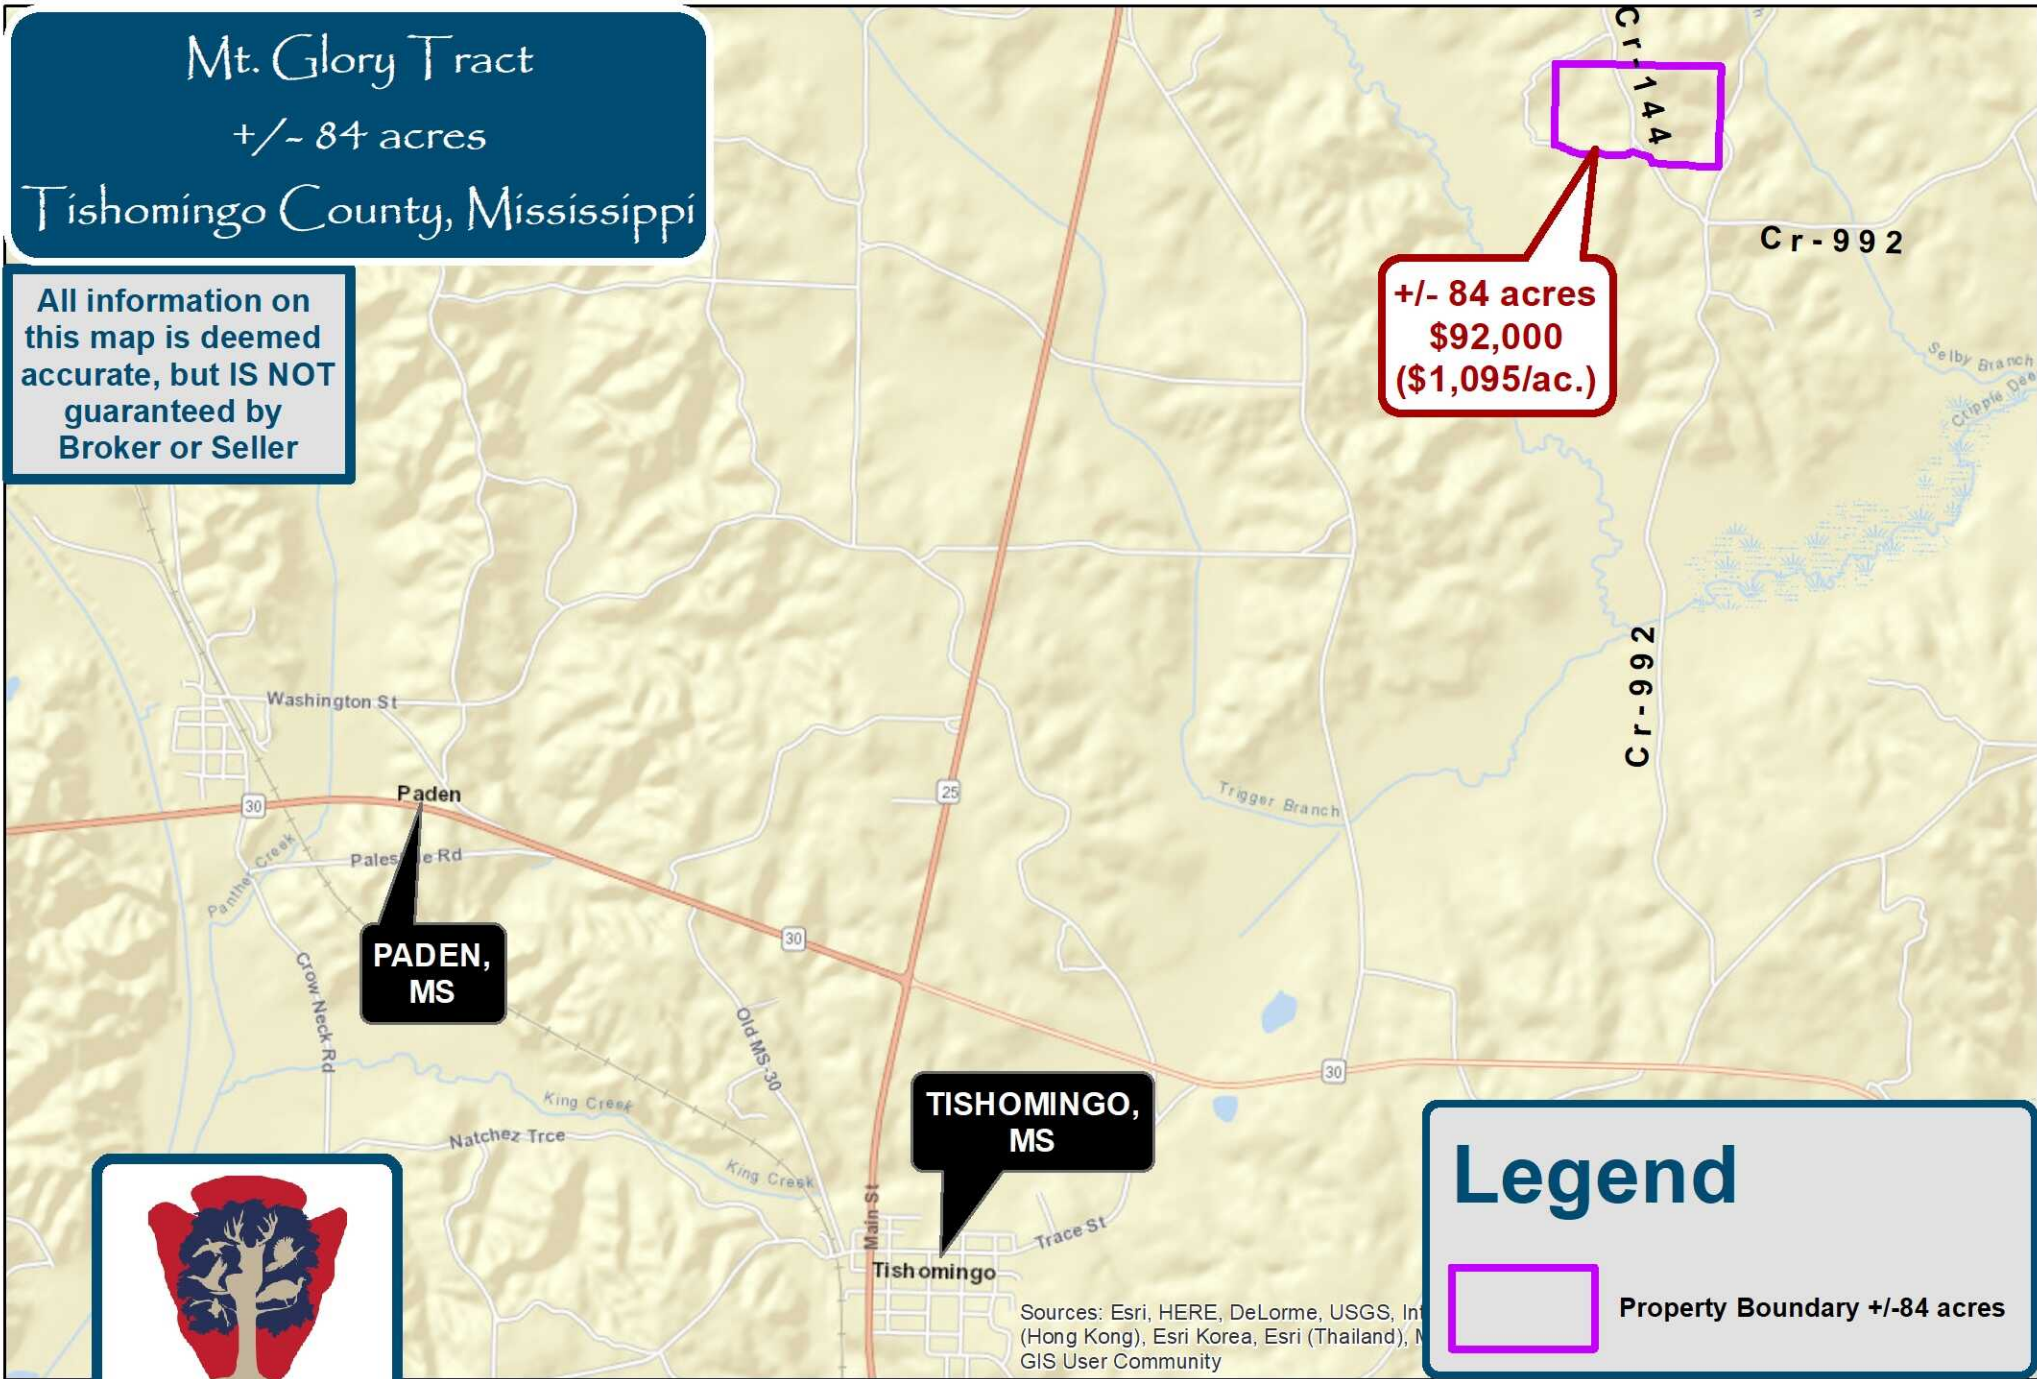 Mt. Glory Tract
+/- 84 acres
Tishomingo County, Mississippi
All information on
this map is deemed
accurate, but IS NOT
guaranteed by
Broker or Seller
Cr-144
Cr-992
+/- 84 acres
$92,000
($1,095/ac.)
Selby Branch
Cripple Dee
Cr-992
Washington St
Paden
30
25
Trigger Branch
Panther Creek
Rd
PADEN,
MS
30
Crow Neck Rd
Old MS-30
30
King Creek
Natchez Trce
King Creek
TISHOMINGO,
MS
Main St
Trace St
Tishomingo
Sources: Esri, HERE, DeLorme, USGS, Int
(Hong Kong), Esri Korea, Esri (Thailand), M
GIS User Community
Legend
Property Boundary +/-84 acres